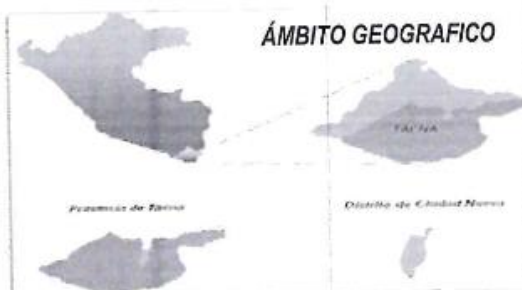 ÁMBITO GEOGRAFICO
TACNA
Provincia de Tacna
Distrito de Ciudad Nueva